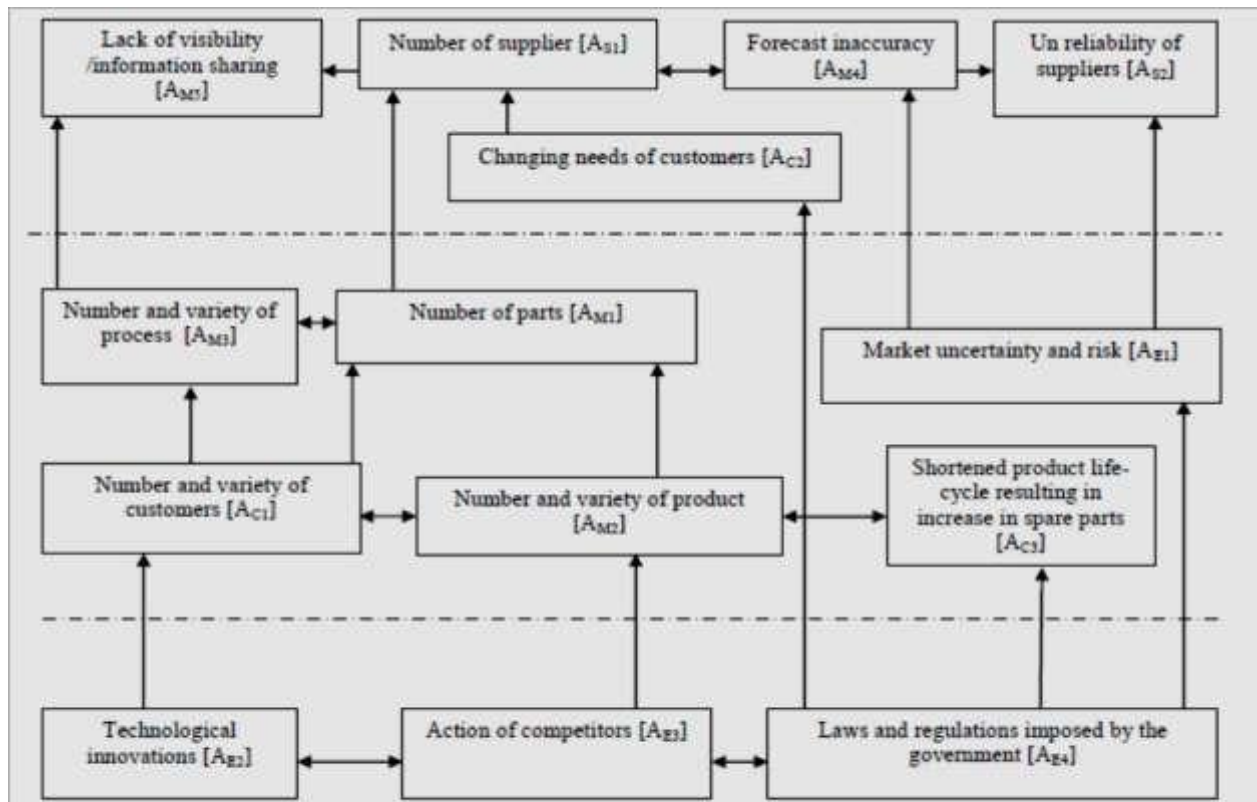 Lack of visibility
/information sharing
[AM5]
Number of supplier [AS1]
Forecast inaccuracy
[AM4]
Un reliability of
suppliers [AS2]
Changing needs of customers [AC2]
Number and variety of
process [AM3]
Number of parts [AM1]
Market uncertainty and risk [AE1]
Number and variety of
customers [AC1]
Number and variety of product
[AM2]
Shortened product life-
cycle resulting in
increase in spare parts
[AC3]
Technological
innovations [AE2]
Action of competitors [AE3]
Laws and regulations imposed by the
government [AE4]